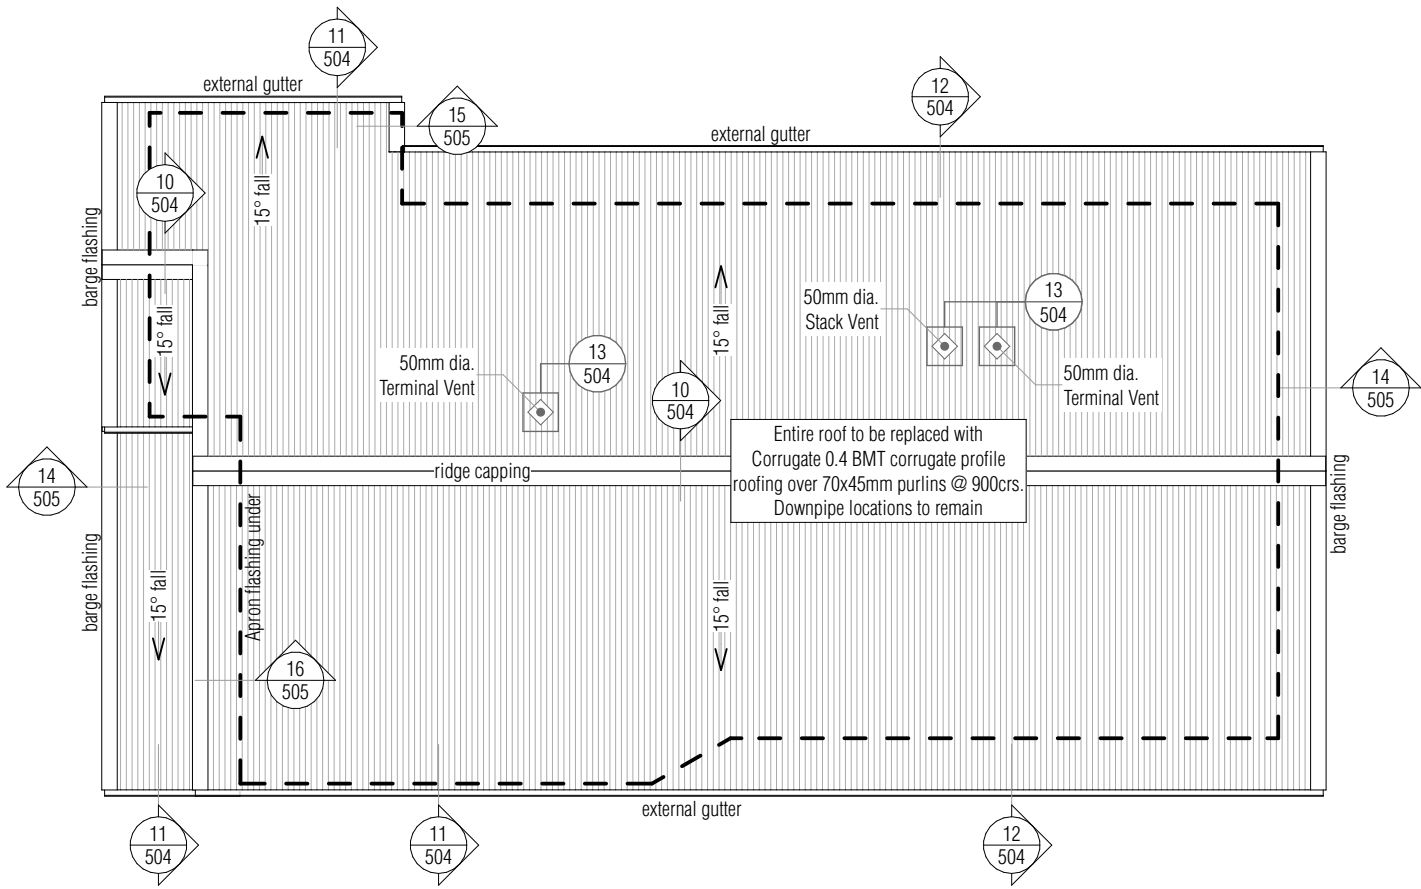 11
504
external gutter
12
504
15
505
external gutter
10
504
15° fall
barge flashing
13
504
50mm dia.
Stack Vent
15° fall
15° fall
13
504
50mm dia.
Terminal Vent
50mm dia.
Terminal Vent
14
505
10
504
Entire roof to be replaced with
Corrugate 0.4 BMT corrugate profile
roofing over 70x45mm purlins @ 900crs.
Downpipe locations to remain
ridge capping
14
505
barge flashing
Apron flashing under
barge flashing
15° fall
15° fall
16
505
external gutter
11
504
11
504
12
504